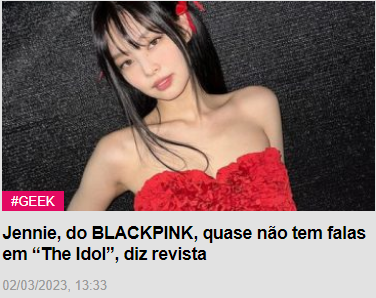 #GEEK
Jennie, do BLACKPINK, quase não tem falas
em “The Idol”, diz revista
02/03/2023, 13:33